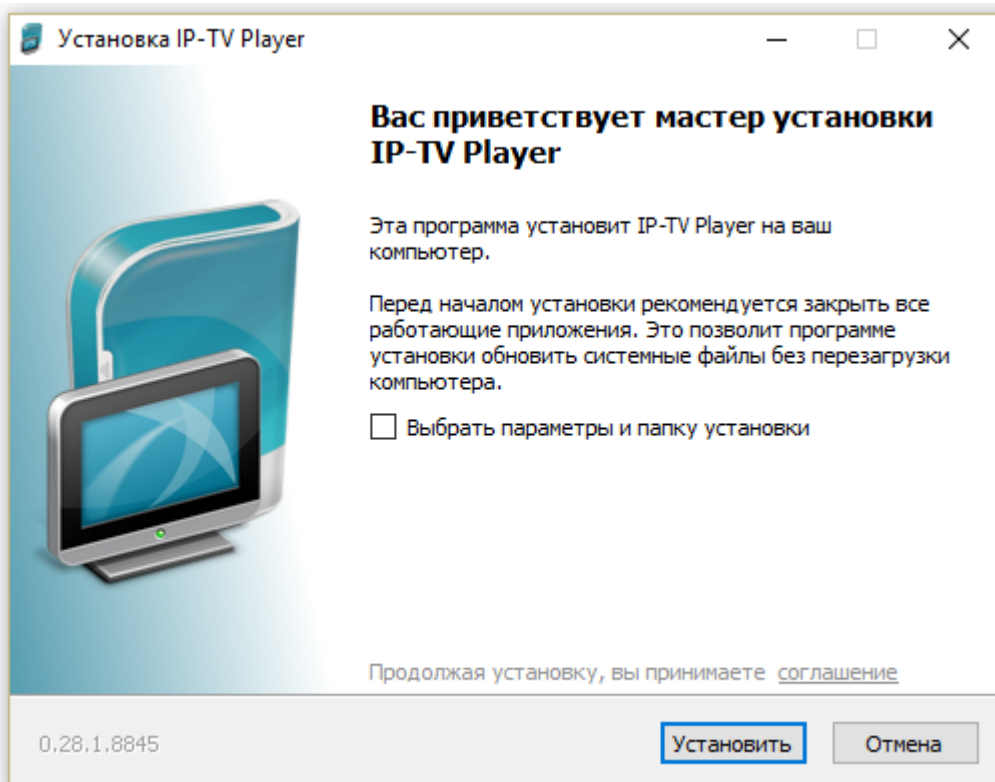 Установка IP-TV Player
Вас приветствует мастер установки
IP-TV Player
Эта программа установит IP-TV Player на ваш
компьютер.
Перед началом установки рекомендуется закрыть все
работающие приложения. Это позволит программе
установки обновить системные файлы без перезагрузки
компьютера.
Выбрать параметры и папку установки
Продолжая установку, вы принимаете соглашение
0.28.1.8845
Установить
Отмена